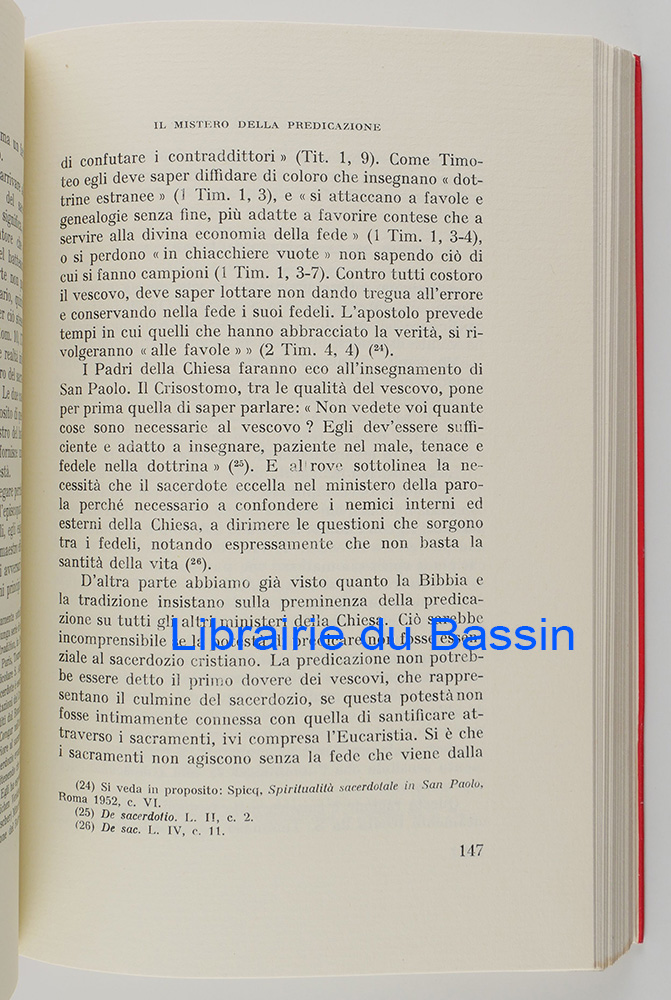 IL MISTERO DELLA PREDICAZIONE
di confutare i contraddittori » (Tit. 1, 9). Come Timo-
teo egli deve saper diffidare di coloro che insegnano « dot-
trine estranee » (1 Tim. 1, 3), e « si attaccano a favole e
genealogie senza fine, più adatte a favorire contese che a
servire alla divina economia della fede » (1 Tim. 1, 3-4),
o si perdono « in chiacchiere vuote » non sapendo ciò di
cui si fanno campioni (1 Tim. 1, 3-7). Contro tutti costoro
il vescovo, deve saper lottare non dando tregua all'errore
e conservando nella fede i suoi fedeli. L'apostolo prevede
tempi in cui quelli che hanno abbracciato la verità, si ri-
volgeranno « alle favole » » (2 Tim. 4, 4) (24).
I Padri della Chiesa faranno eco all'insegnamento di
San Paolo. Il Crisostomo, tra le qualità del vescovo, pone
per prima quella di saper parlare: « Non vedete voi quante
cose sono necessarie al vescovo ? Egli dev'essere suffi-
ciente e adatto a insegnare, paziente nel male, tenace e
fedele nella dottrina » (25). E al rove sottolinea la ne-
cessità che il sacerdote eccella nel ministero della paro-
la perché necessario a confondere i nemici interni ed
esterni della Chiesa, a dirimere le questioni che sorgono
tra i fedeli, notando espressamente che non basta la
santità della vita (26).
D'altra parte abbiamo già visto quanto la Bibbia e
la tradizione insistano sulla preminenza della predica-
zione su tutti gli altri ministeri della Chiesa. Ciò sarebbe
incomprensibile se la potestà di predicare non fosse essen-
ziale al sacerdozio cristiano. La predicazione non potreb-
be essere detto il primo dovere dei vescovi, che rappre-
sentano il culmine del sacerdozio, se questa potestà non
fosse intimamente connessa con quella di santificare at-
traverso i sacramenti, ivi compresa l'Eucaristia. Si è che
i sacramenti non agiscono senza la fede che viene dalla
(24) Si veda in proposito: Spicq, Spiritualità sacerdotale in San Paolo,
Roma 1952, c. VI.
(25) De sacerdotio. L. II, c. 2.
(26) De sac. L. IV, c. 11.
147
Librairie du Bassin